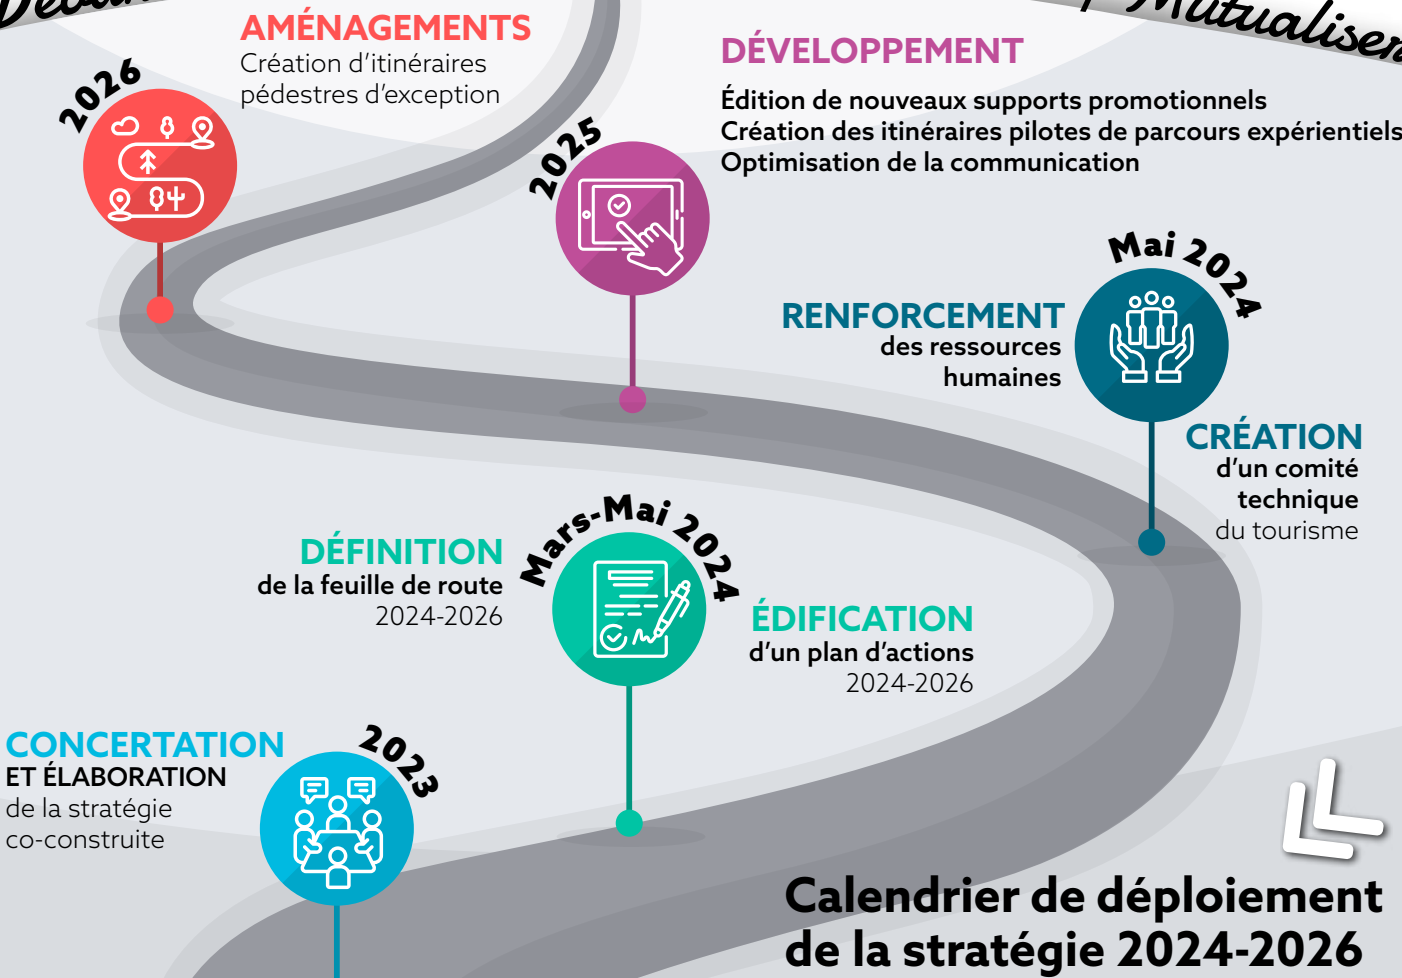 Mutualiser
2026
AMÉNAGEMENTS
Création d’itinéraires
pédestres d’exception
DÉVELOPPEMENT
Édition de nouveaux supports promotionnels
Création des itinéraires pilotes de parcours expérientiels
Optimisation de la communication
2025
Mai 2024
RENFORCEMENT
des ressources
humaines
CRÉATION
d’un comité
technique
du tourisme
Mars-Mai 2024
DÉFINITION
de la feuille de route
2024-2026
ÉDIFICATION
d’un plan d’actions
2024-2026
2023
CONCERTATION
ET ÉLABORATION
de la stratégie
co-construite
Calendrier de déploiement
de la stratégie 2024-2026